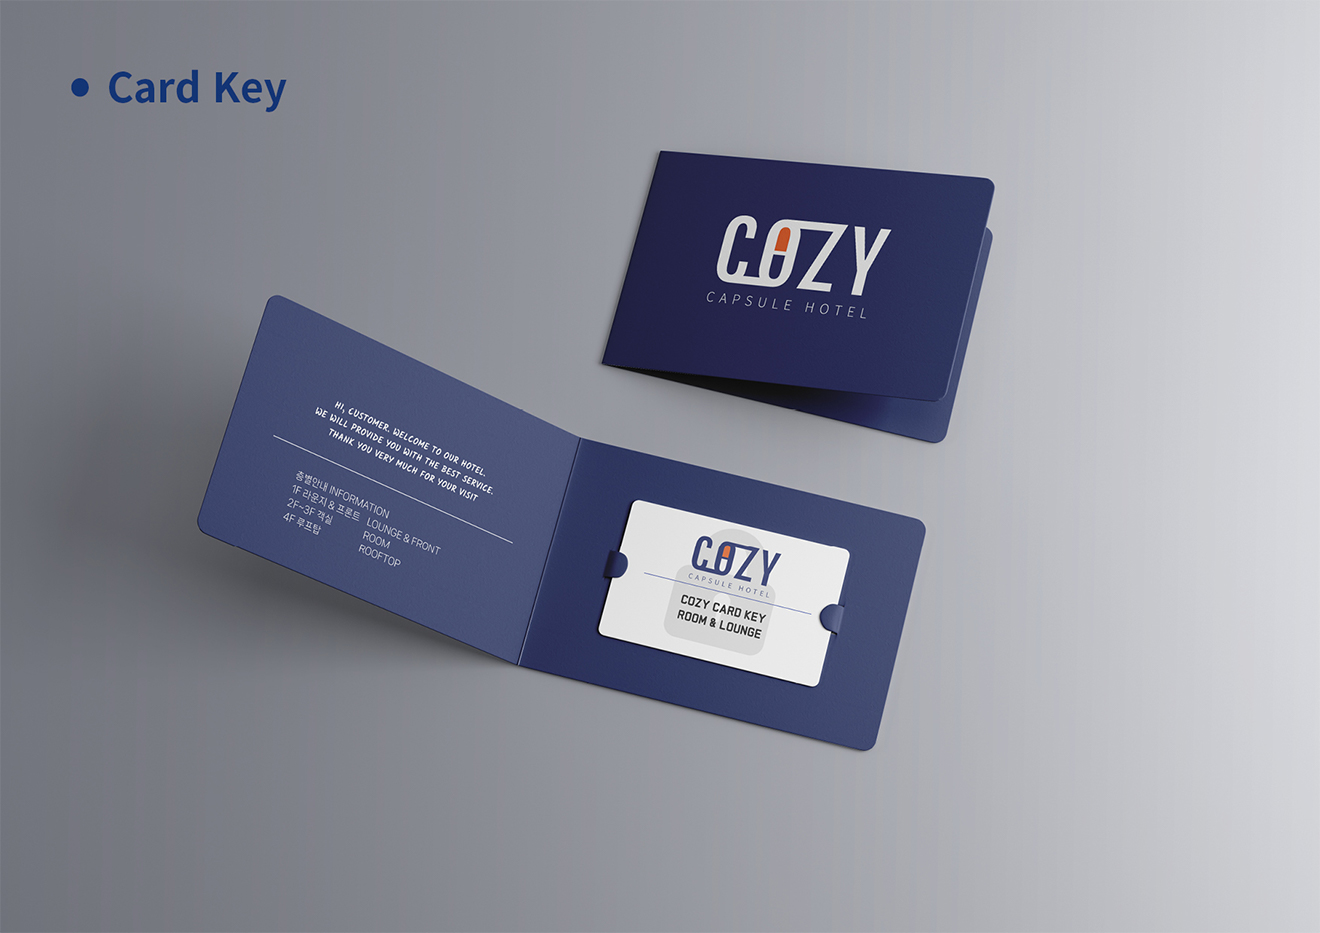 • Card Key
COZY
CAPSULE HOTEL
HI, CUSTOMER. WELCOME TO OUR HOTEL.
WE WILL PROVIDE YOU WITH THE BEST SERVICE.
THANK YOU VERY MUCH FOR YOUR VISIT
층별안내 INFORMATION
1F 라운지 & 프론트 LOUNGE & FRONT
2F~3F 객실 ROOM
4F 루프탑 ROOFTOP
COZY
CAPSULE HOTEL
COZY CARD KEY
ROOM & LOUNGE